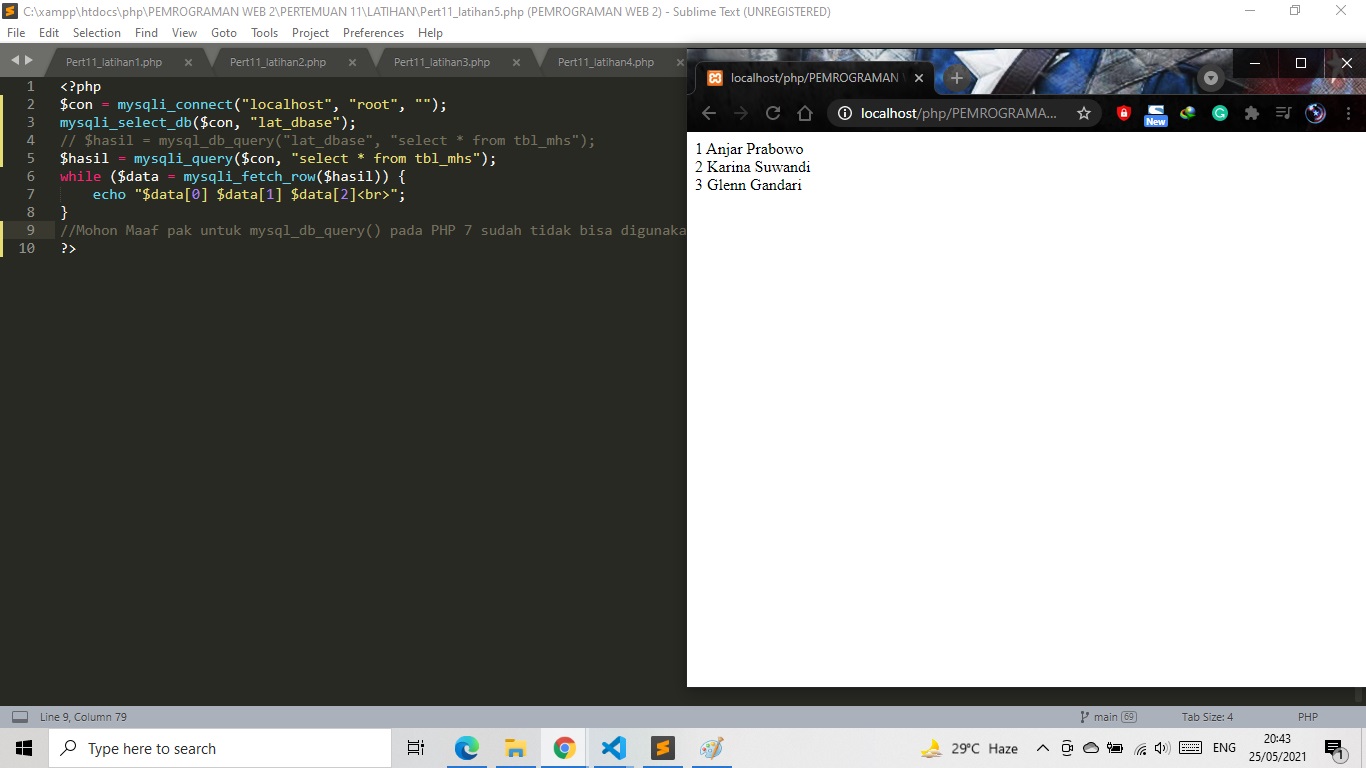 C:\xampp\htdocs\php\PEMROGRAMAN WEB 2\PERTEMUAN 11\LATIHAN\Pert11_latihan5.php (PEMROGRAMAN WEB 2) - Sublime Text (UNREGISTERED)
File Edit Selection Find View Goto Tools Project Preferences Help
Pert11_latihan1.php Pert11_latihan2.php Pert11_latihan3.php Pert11_latihan4.php
1 <?php
2 $con = mysqli_connect("localhost", "root", "");
3 mysqli_select_db($con, "lat_dbase");
4 // $hasil = mysql_db_query("lat_dbase", "select * from tbl_mhs");
5 $hasil = mysqli_query($con, "select * from tbl_mhs");
6 while ($data = mysqli_fetch_row($hasil)) {
7 echo "$data[0] $data[1] $data[2]<br>";
8 }
9 //Mohon Maaf pak untuk mysql_db_query() pada PHP 7 sudah tidak bisa digunaka
10 ?>
localhost/php/PEMROGRAMAN
localhost/php/PEMROGRAMA...
New
1 Anjar Prabowo
2 Karina Suwandi
3 Glenn Gandari
Line 9, Column 79 main 69 Tab Size: 4 PHP
Type here to search
29°C Haze
ENG
20:43
25/05/2021
1